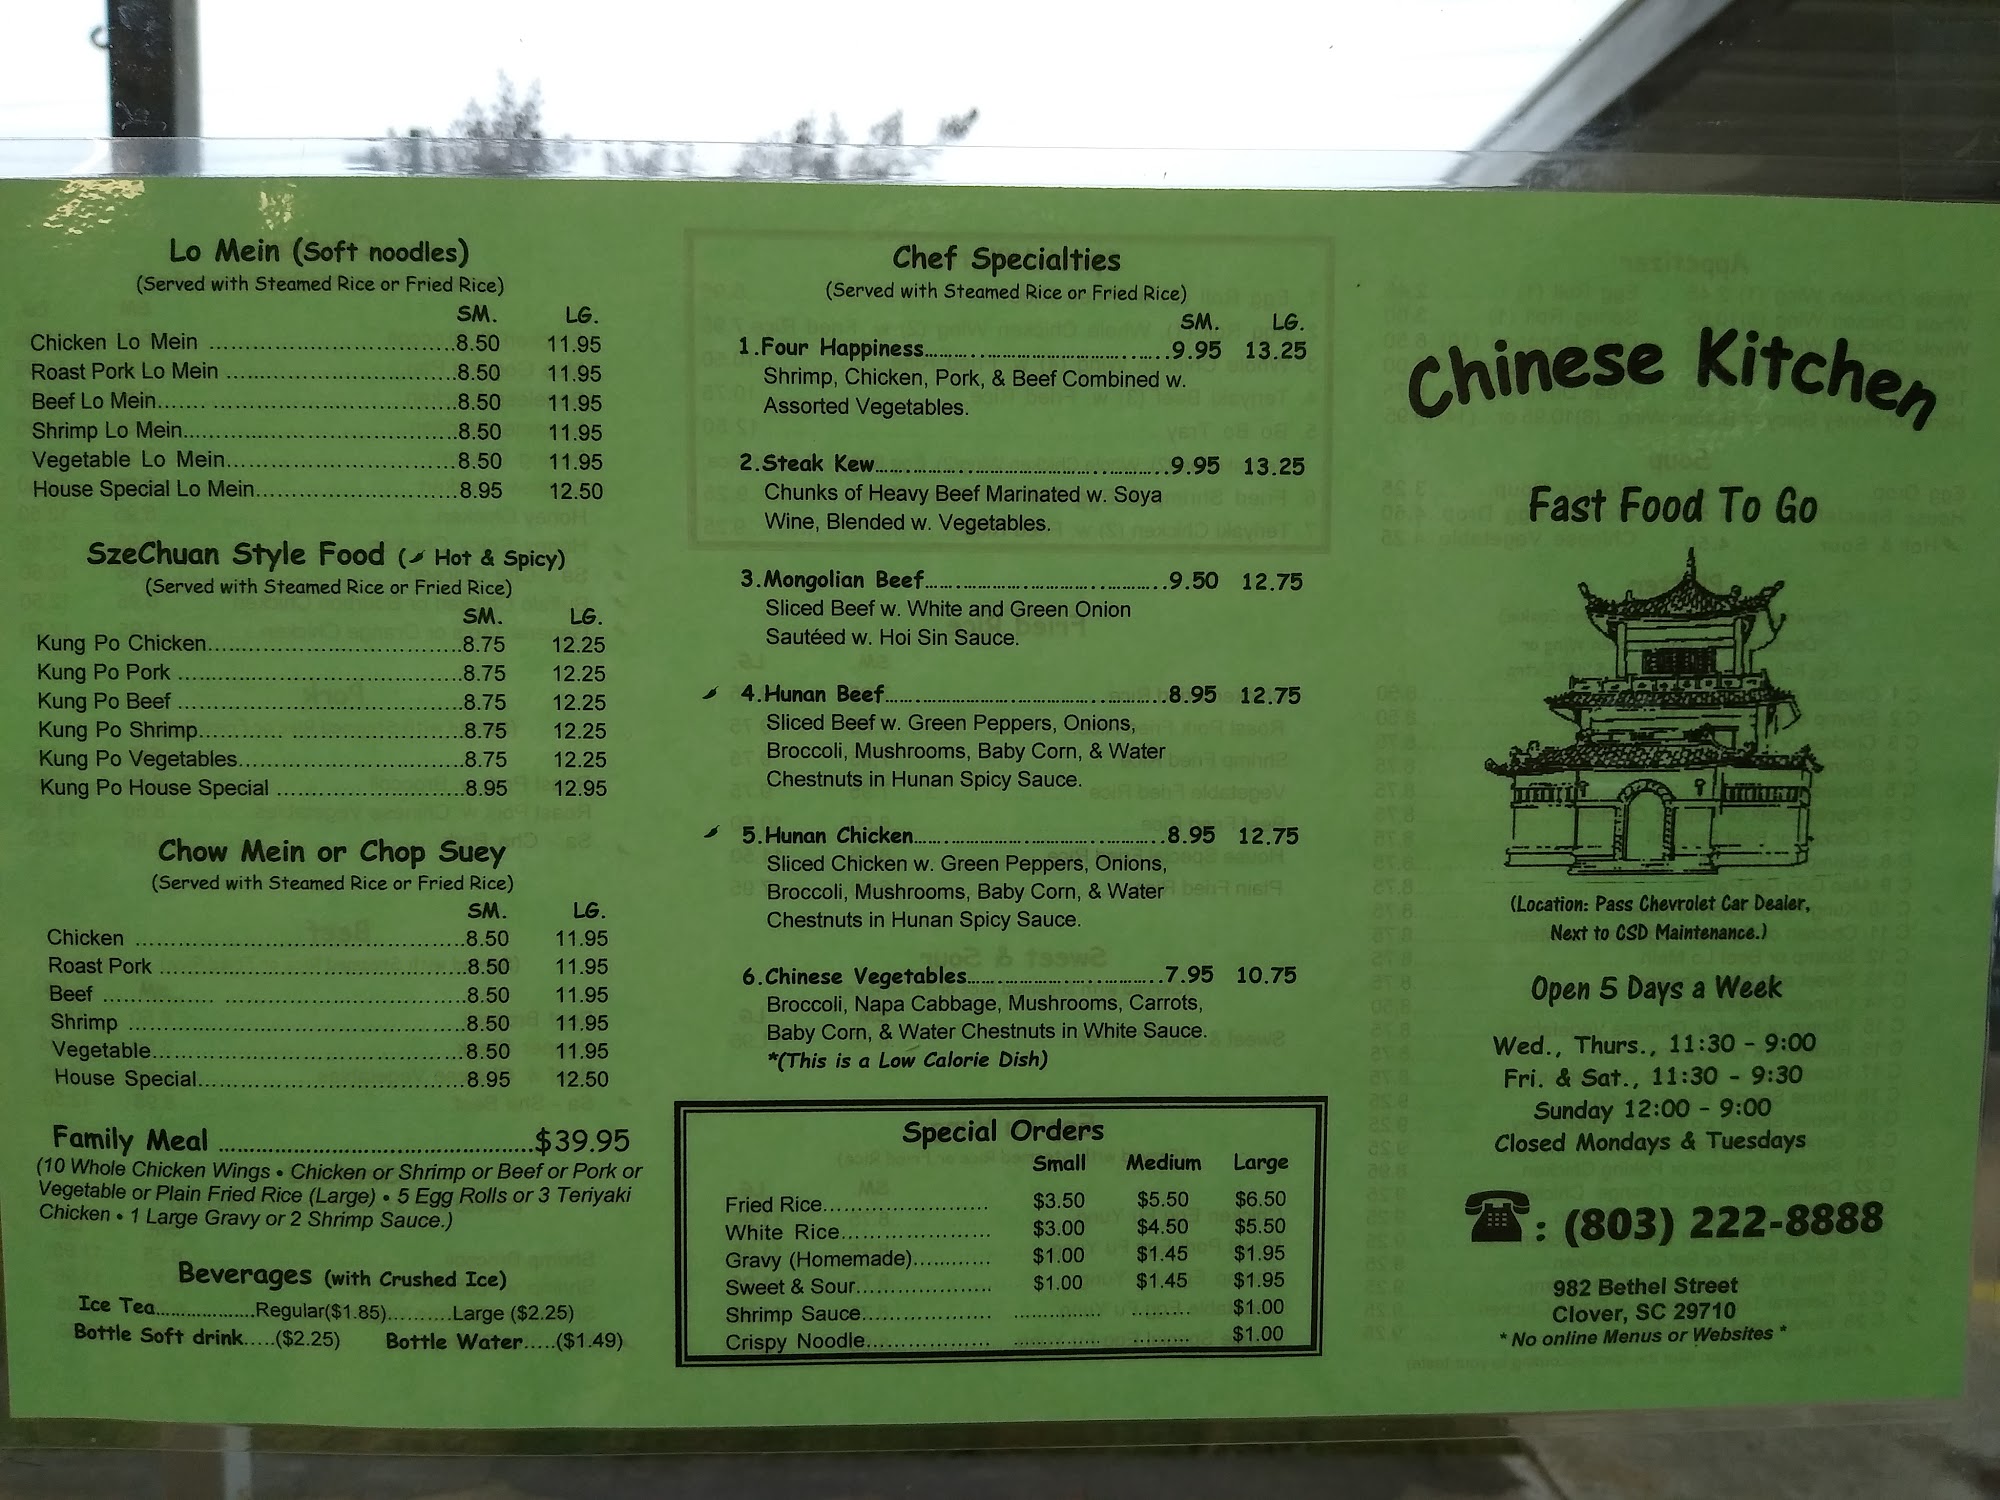 Lo Mein (Soft noodles)
(Served with Steamed Rice or Fried Rice)
SM. LG.
Chicken Lo Mein ........................................8.50 11.95
Roast Pork Lo Mein .....................................8.50 11.95
Beef Lo Mein....... .......................................8.50 11.95
Shrimp Lo Mein............................................8.50 11.95
Vegetable Lo Mein.....................................8.50 11.95
House Special Lo Mein................................8.95 12.50
SzeChuan Style Food ( Hot & Spicy)
(Served with Steamed Rice or Fried Rice)
SM. LG.
Kung Po Chicken.........................................8.75 12.25
Kung Po Pork ..............................................8.75 12.25
Kung Po Beef ..............................................8.75 12.25
Kung Po Shrimp............ ...........................8.75 12.25
Kung Po Vegetables....................................8.75 12.25
Kung Po House Special ..............................8.95 12.95
Chow Mein or Chop Suey
(Served with Steamed Rice or Fried Rice)
SM. LG.
Chicken .....................................................8.50 11.95
Roast Pork .................................................8.50 11.95
Beef ................. .......................................8.50 11.95
Shrimp ......................................................8.50 11.95
Vegetable...................................................8.50 11.95
House Special...........................................8.95 12.50
Family Meal ..............................................$39.95
(10 Whole Chicken Wings • Chicken or Shrimp or Beef or Pork or
Vegetable or Plain Fried Rice (Large) • 5 Egg Rolls or 3 Teriyaki
Chicken • 1 Large Gravy or 2 Shrimp Sauce.)
Beverages (with Crushed Ice)
Ice Tea..................Regular($1.85)...........Large ($2.25)
Bottle Soft drink.....($2.25) Bottle Water.....($1.49)
Chef Specialties
(Served with Steamed Rice or Fried Rice)
SM. LG.
1.Four Happiness..........................................9.95 13.25
Shrimp, Chicken, Pork, & Beef Combined w.
Assorted Vegetables.
2.Steak Kew..................................................9.95 13.25
Chunks of Heavy Beef Marinated w. Soya
Wine, Blended w. Vegetables.
3.Mongolian Beef..........................................9.50 12.75
Sliced Beef w. White and Green Onion
Sautéed w. Hoi Sin Sauce.
4.Hunan Beef................................................8.95 12.75
Sliced Beef w. Green Peppers, Onions,
Broccoli, Mushrooms, Baby Corn, & Water
Chestnuts in Hunan Spicy Sauce.
5.Hunan Chicken...........................................8.95 12.75
Sliced Chicken w. Green Peppers, Onions,
Broccoli, Mushrooms, Baby Corn, & Water
Chestnuts in Hunan Spicy Sauce.
6.Chinese Vegetables...................................7.95 10.75
Broccoli, Napa Cabbage, Mushrooms, Carrots,
Baby Corn, & Water Chestnuts in White Sauce.
*(This is a Low Calorie Dish)
Special Orders
Small Medium Large
Fried Rice............................ $3.50 $5.50 $6.50
White Rice......................... $3.00 $4.50 $5.50
Gravy (Homemade)............ $1.00 $1.45 $1.95
Sweet & Sour...................... $1.00 $1.45 $1.95
Shrimp Sauce..................... ............... .......... $1.00
Crispy Noodle.................... ............... .......... $1.00
Chinese Kitchen
Fast Food To Go
(Location: Pass Chevrolet Car Dealer,
Next to CSD Maintenance.)
Open 5 Days a Week
Wed., Thurs., 11:30 - 9:00
Fri. & Sat., 11:30 - 9:30
Sunday 12:00 - 9:00
Closed Mondays & Tuesdays
: (803) 222-8888
982 Bethel Street
Clover, SC 29710
* No online Menus or Websites *